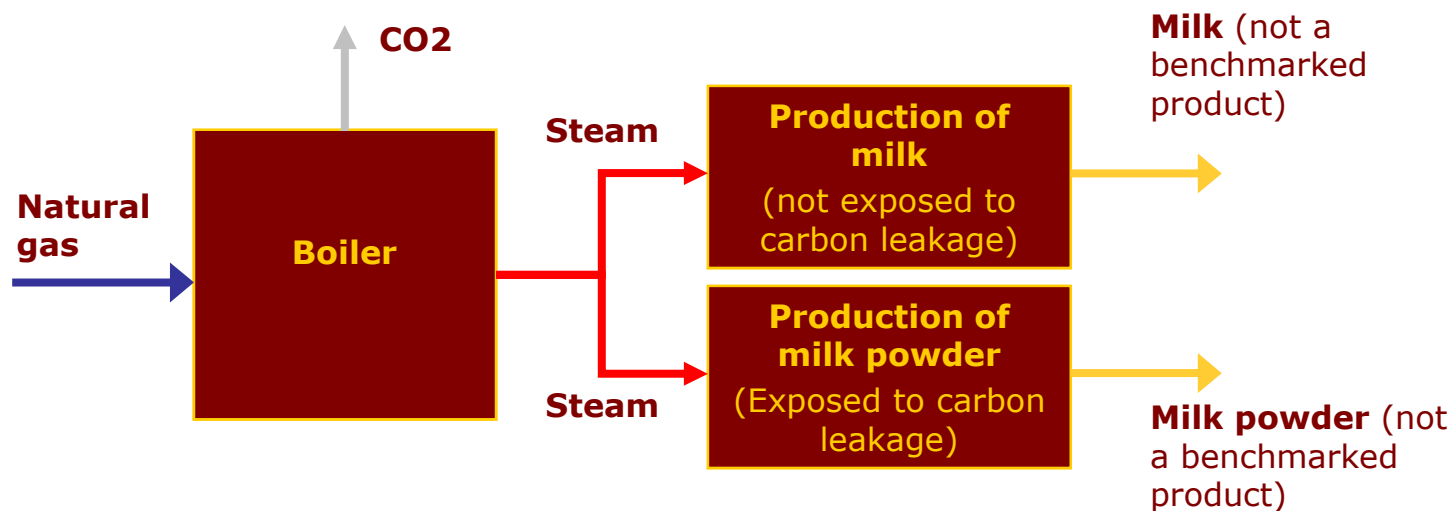 CO2
Natural
gas
Boiler
Steam
Steam
Production of
milk
(not exposed to
carbon leakage)
Production of
milk powder
(Exposed to carbon
leakage)
Milk (not a
benchmarked
product)
Milk powder (not
a benchmarked
product)